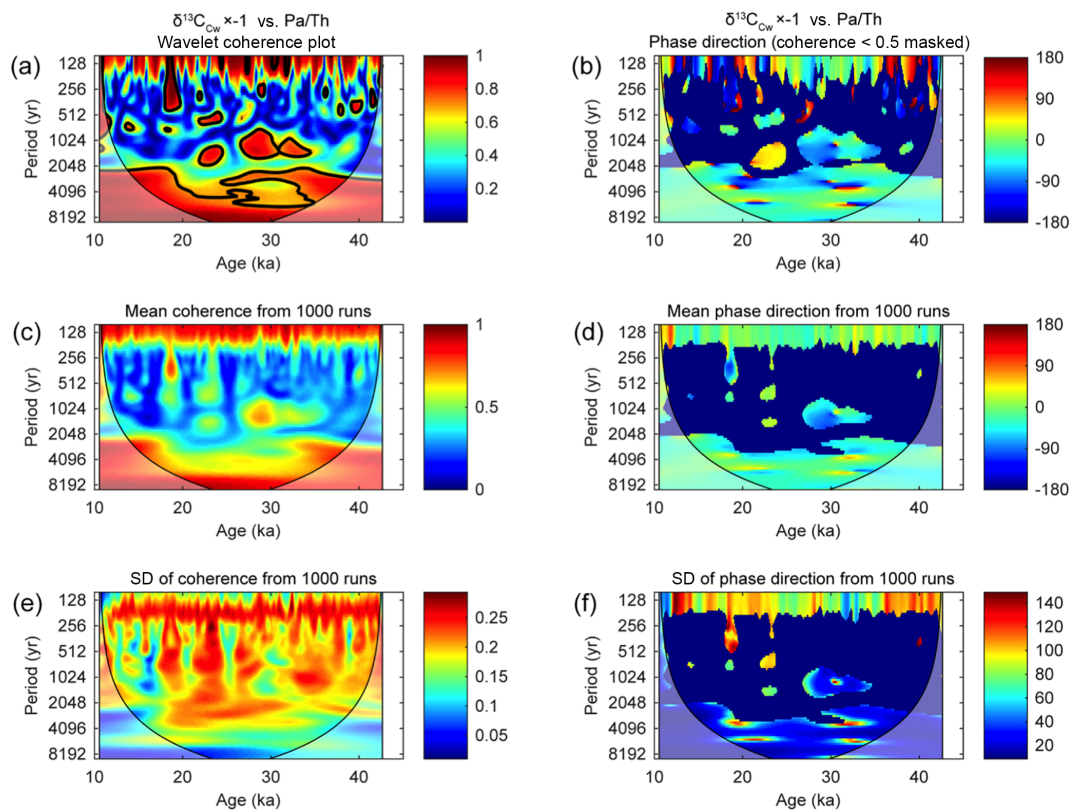 δ¹³C_Cw ×-1 vs. Pa/Th
Wavelet coherence plot
(a)
1
0.8
0.6
0.4
0.2
128
256
512
1024
2048
4096
8192
Period (yr)
10 20 30 40
Age (ka)
δ¹³C_Cw ×-1 vs. Pa/Th
Phase direction (coherence < 0.5 masked)
(b)
180
90
0
-90
-180
128
256
512
1024
2048
4096
8192
Period (yr)
10 20 30 40
Age (ka)
Mean coherence from 1000 runs
(c)
1
0.5
0
128
256
512
1024
2048
4096
8192
Period (yr)
10 20 30 40
Age (ka)
Mean phase direction from 1000 runs
(d)
180
90
0
-90
-180
128
256
512
1024
2048
4096
8192
Period (yr)
10 20 30 40
Age (ka)
SD of coherence from 1000 runs
(e)
0.25
0.2
0.15
0.1
0.05
128
256
512
1024
2048
4096
8192
Period (yr)
10 20 30 40
Age (ka)
SD of phase direction from 1000 runs
(f)
140
120
100
80
60
40
20
128
256
512
1024
2048
4096
8192
Period (yr)
10 20 30 40
Age (ka)